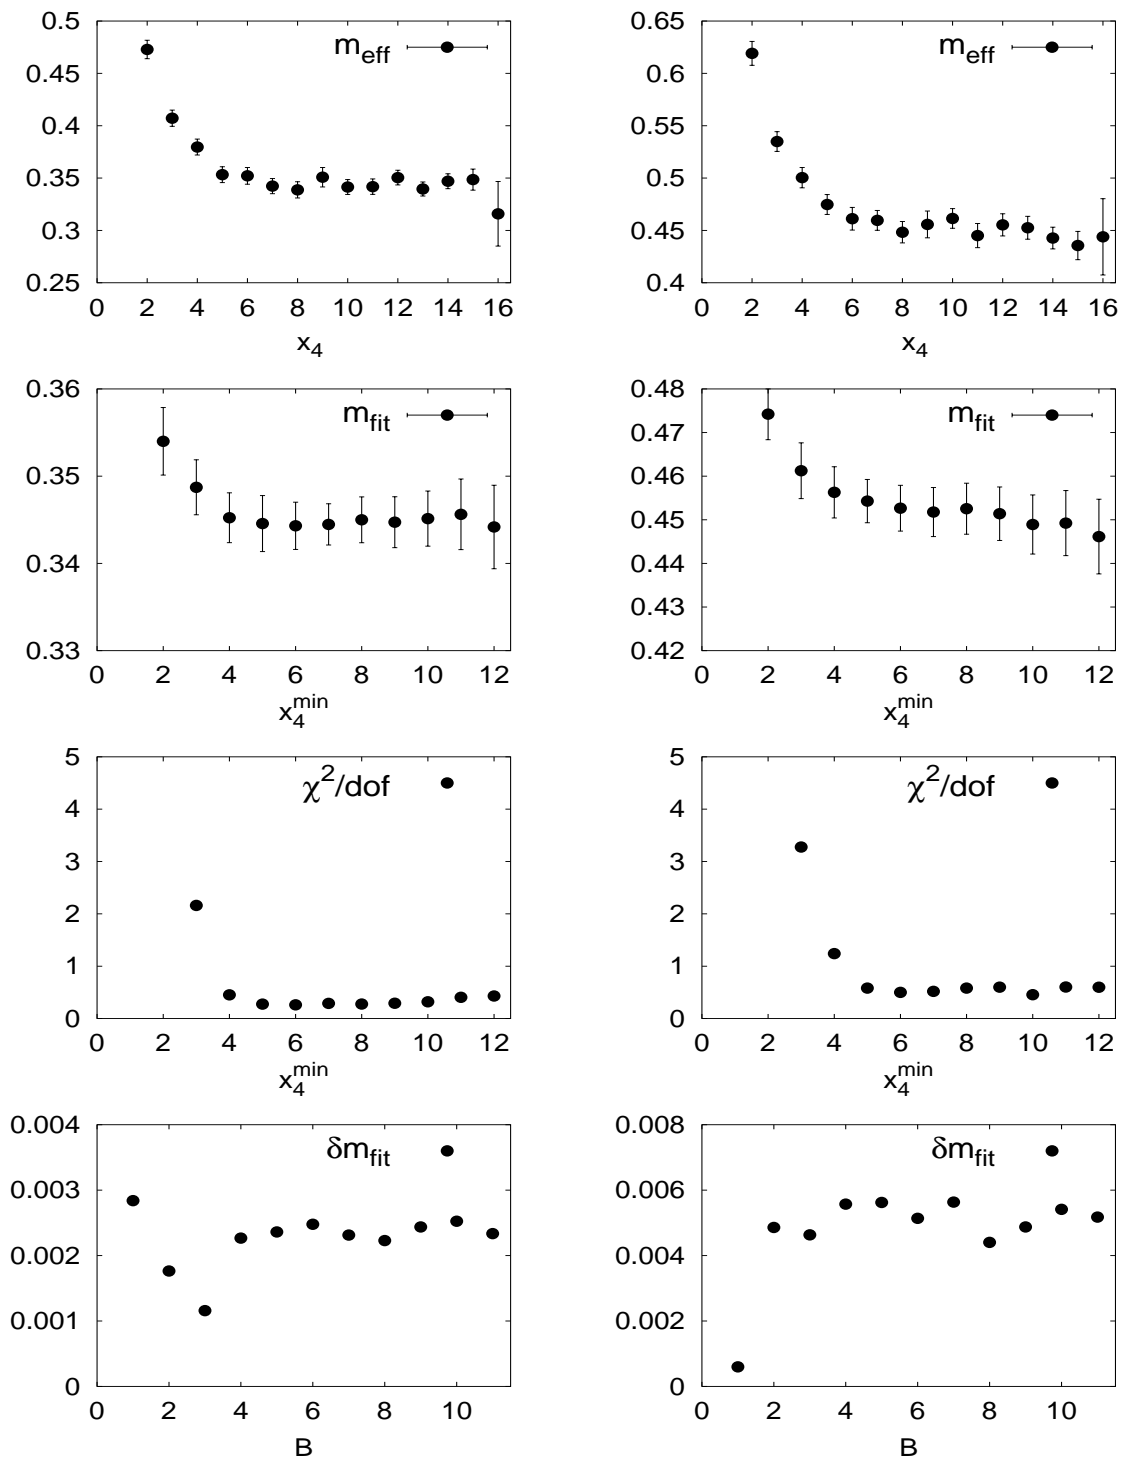 0.5
0.45
0.4
0.35
0.3
0.25
m_eff
0 2 4 6 8 10 12 14 16
x_4
0.65
0.6
0.55
0.5
0.45
0.4
m_eff
0 2 4 6 8 10 12 14 16
x_4
0.36
0.35
0.34
0.33
m_fit
0 2 4 6 8 10 12
x_4^min
0.48
0.47
0.46
0.45
0.44
0.43
0.42
m_fit
0 2 4 6 8 10 12
x_4^min
5
4
3
2
1
0
χ^2/dof
0 2 4 6 8 10 12
x_4^min
5
4
3
2
1
0
χ^2/dof
0 2 4 6 8 10 12
x_4^min
0.004
0.003
0.002
0.001
0
δm_fit
0 2 4 6 8 10
B
0.008
0.006
0.004
0.002
0
δm_fit
0 2 4 6 8 10
B